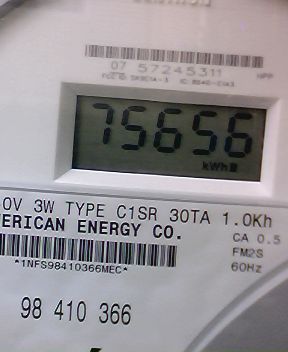 07 57245311
HPP
75656
kWh
0V 3W TYPE C1SR 30TA 1.0Kh
ERICAN ENERGY CO.
CA 0.5
FM2S
60Hz
*1NFS98410366MEC*
98 410 366